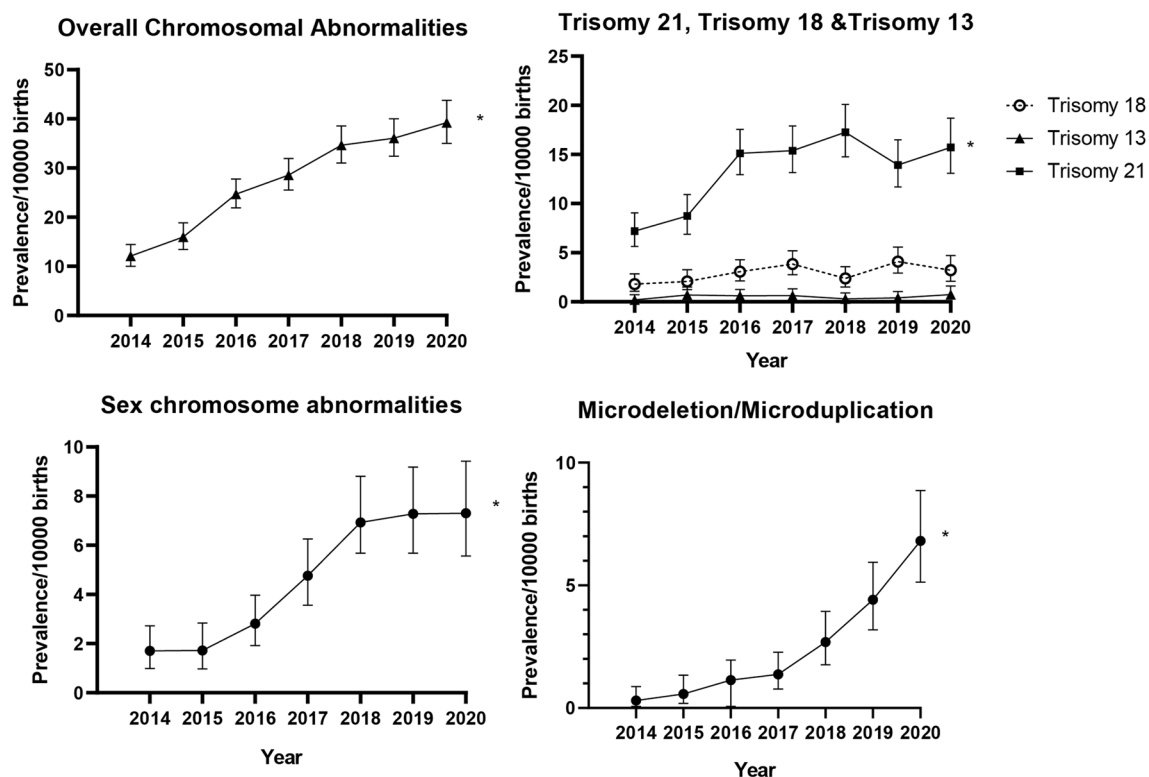 Overall Chromosomal Abnormalities
Prevalence/10000 births
50
40
30
20
10
0
*
2014 2015 2016 2017 2018 2019 2020
Trisomy 21, Trisomy 18 &Trisomy 13
Prevalence/10000 births
25
20
15
10
5
0
*
2014 2015 2016 2017 2018 2019 2020
Year
Trisomy 18
Trisomy 13
Trisomy 21
Sex chromosome abnormalities
Prevalence/10000 births
10
8
6
4
2
0
*
2014 2015 2016 2017 2018 2019 2020
Year
Microdeletion/Microduplication
Prevalence/10000 births
10
5
0
*
2014 2015 2016 2017 2018 2019 2020
Year